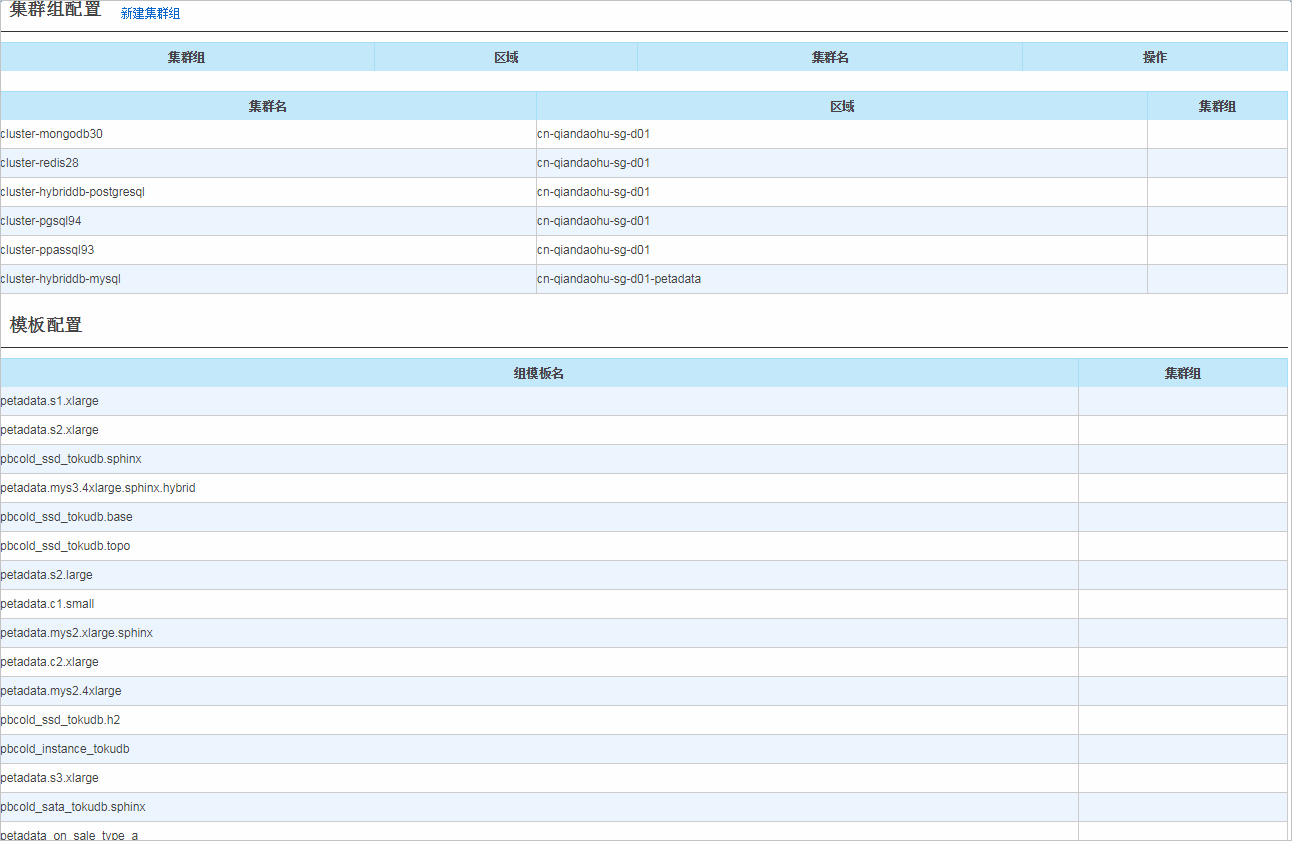 集群组配置 新建集群组
集群组 区域 集群名 操作
集群名 区域 集群组
cluster-mongodb30 cn-qiandaohu-sg-d01
cluster-redis28 cn-qiandaohu-sg-d01
cluster-hybriddb-postgresql cn-qiandaohu-sg-d01
cluster-pgsql94 cn-qiandaohu-sg-d01
cluster-ppassql93 cn-qiandaohu-sg-d01
cluster-hybriddb-mysql cn-qiandaohu-sg-d01-petadata
模板配置
组模板名 集群组
petadata.s1.xlarge
petadata.s2.xlarge
pbcold_ssd_tokudb.sphinx
petadata.mys3.4xlarge.sphinx.hybrid
pbcold_ssd_tokudb.base
pbcold_ssd_tokudb.topo
petadata.s2.large
petadata.c1.small
petadata.mys2.xlarge.sphinx
petadata.c2.xlarge
petadata.mys2.4xlarge
pbcold_ssd_tokudb.h2
pbcold_instance_tokudb
petadata.s3.xlarge
pbcold_sata_tokudb.sphinx
petadata_on_sale_type_a